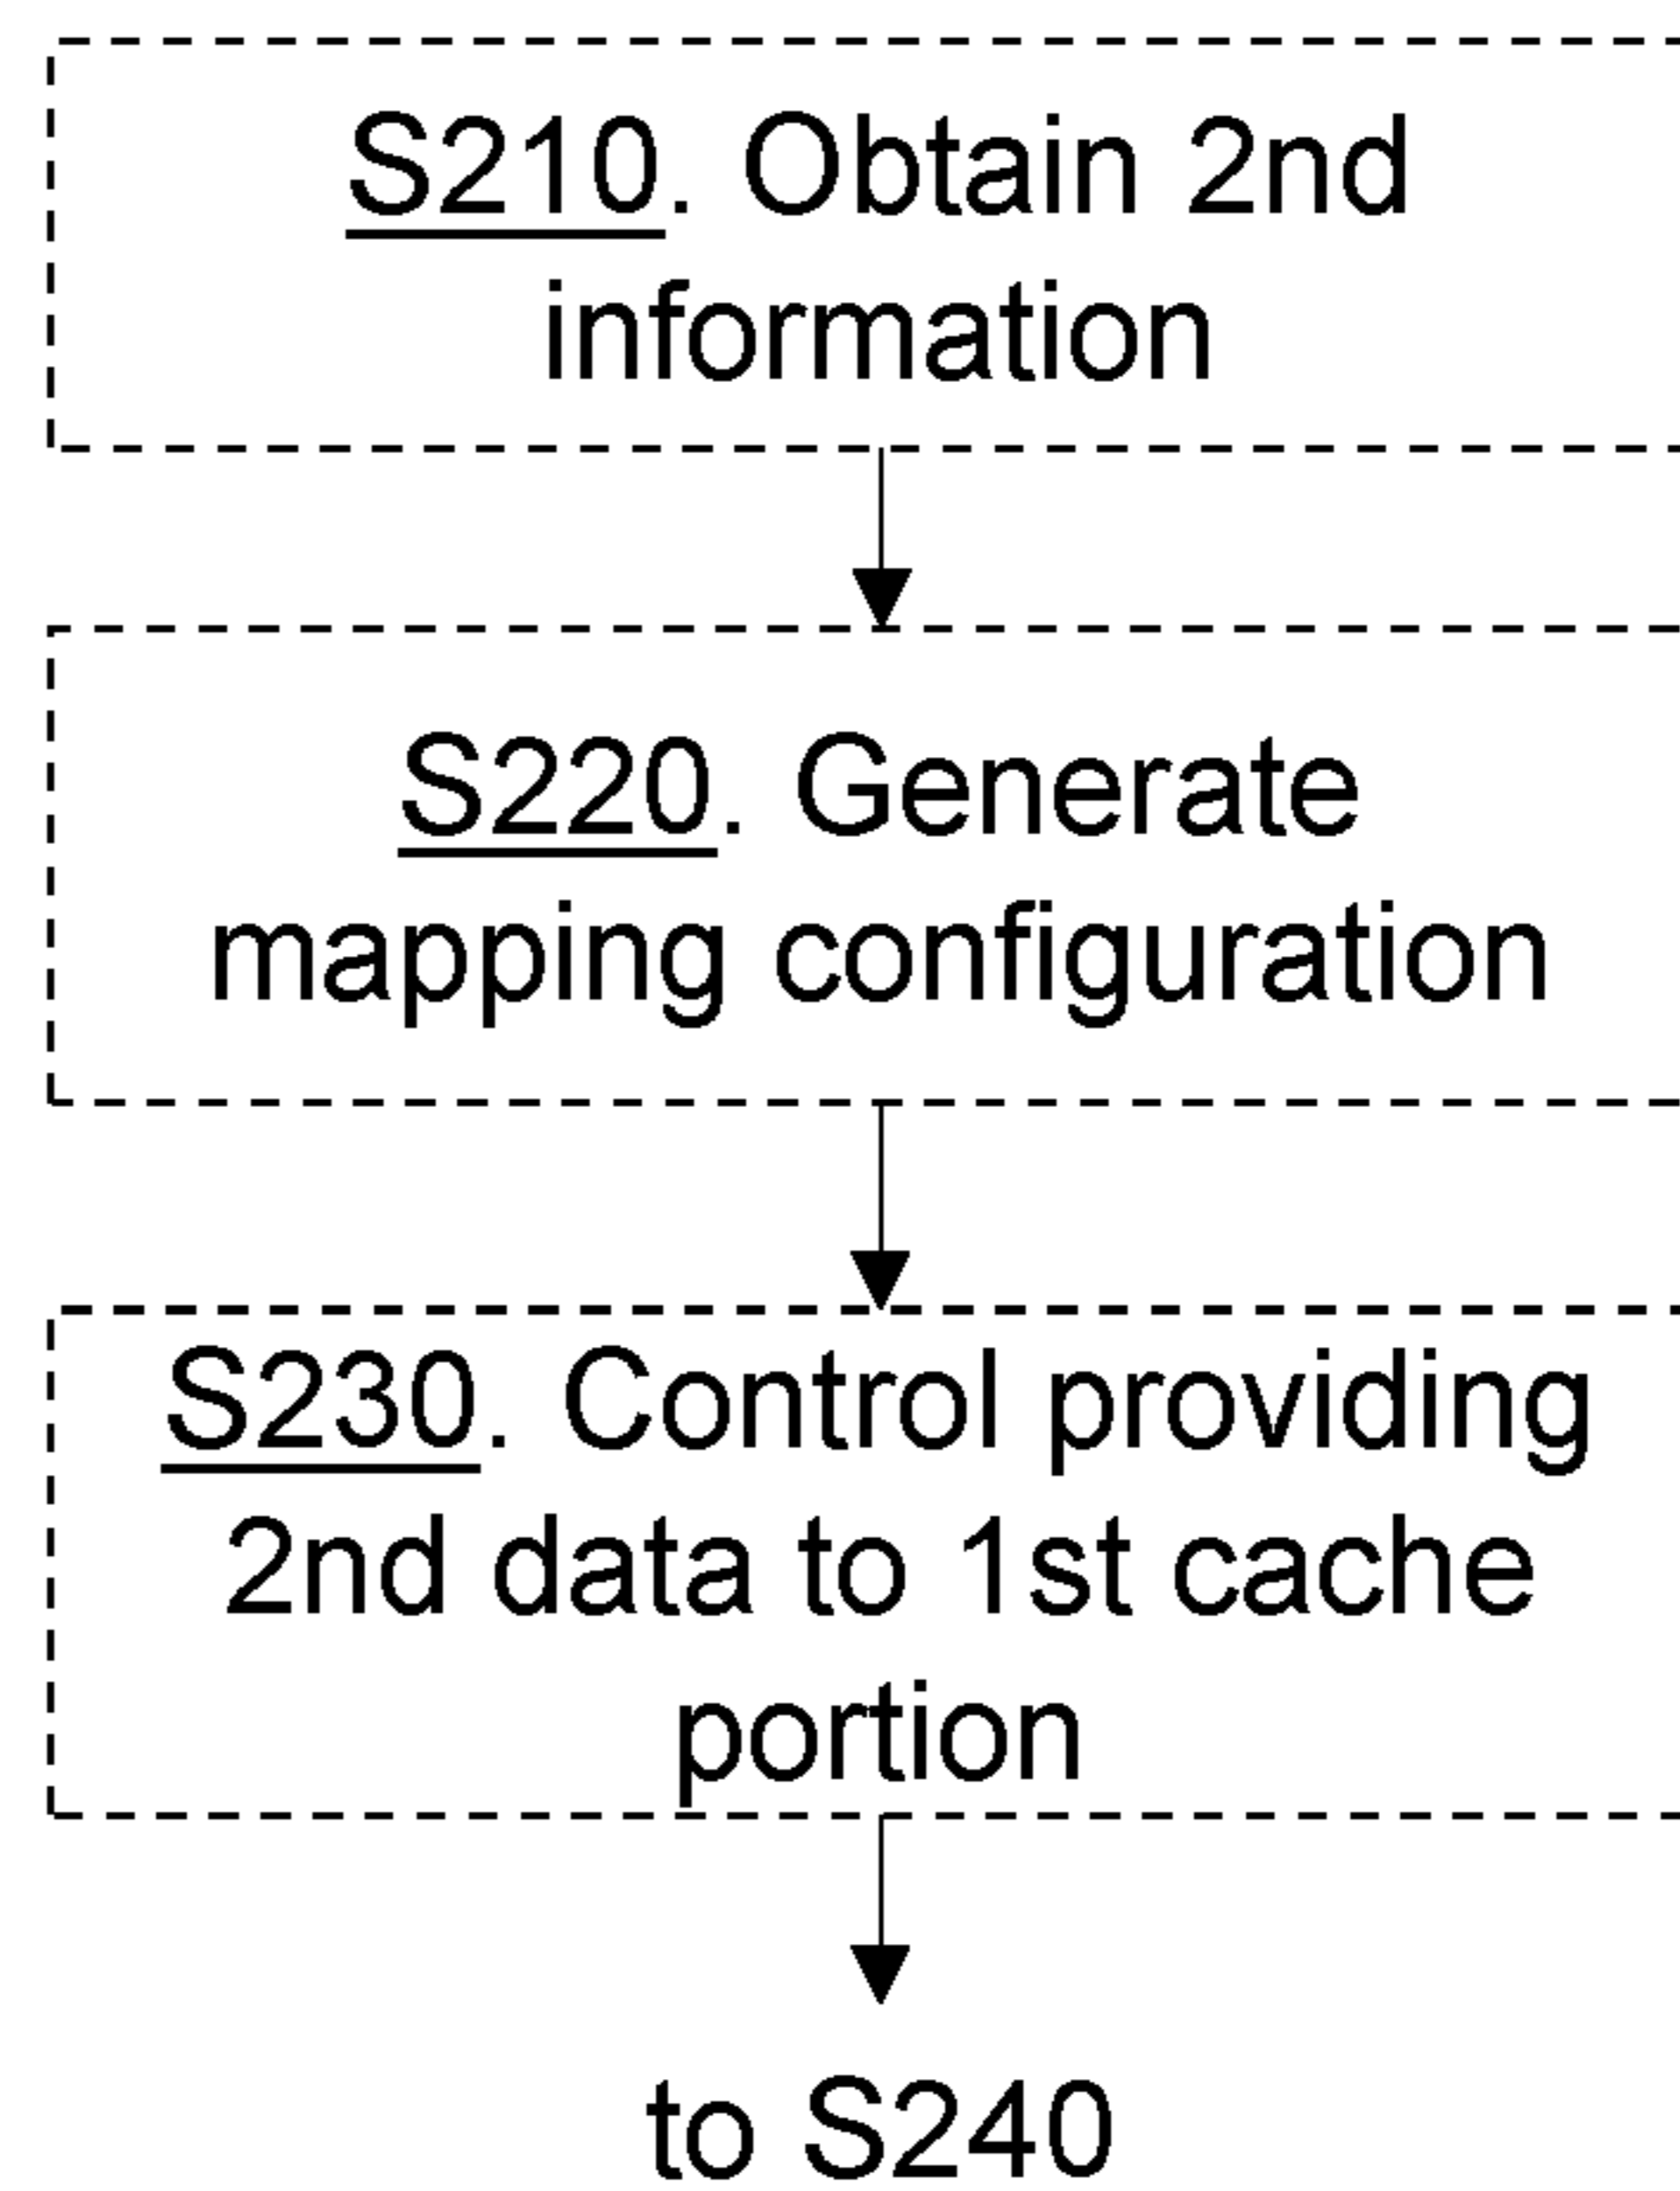 S210. Obtain 2nd
information
S220. Generate
mapping configuration
S230. Control providing
2nd data to 1st cache
portion
to S240